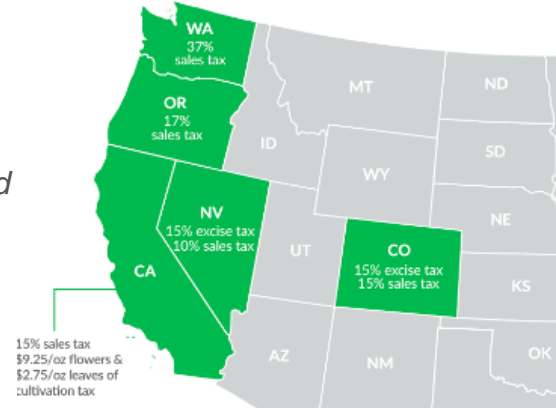 WA
37%
sales tax
OR
17%
sales tax
MT
ND
ID
SD
WY
NE
NV
15% excise tax
10% sales tax
UT
CO
15% excise tax
15% sales tax
CA
KS
15% sales tax
$9.25/oz flowers &
$2.75/oz leaves of
cultivation tax
AZ
NM
OK
d